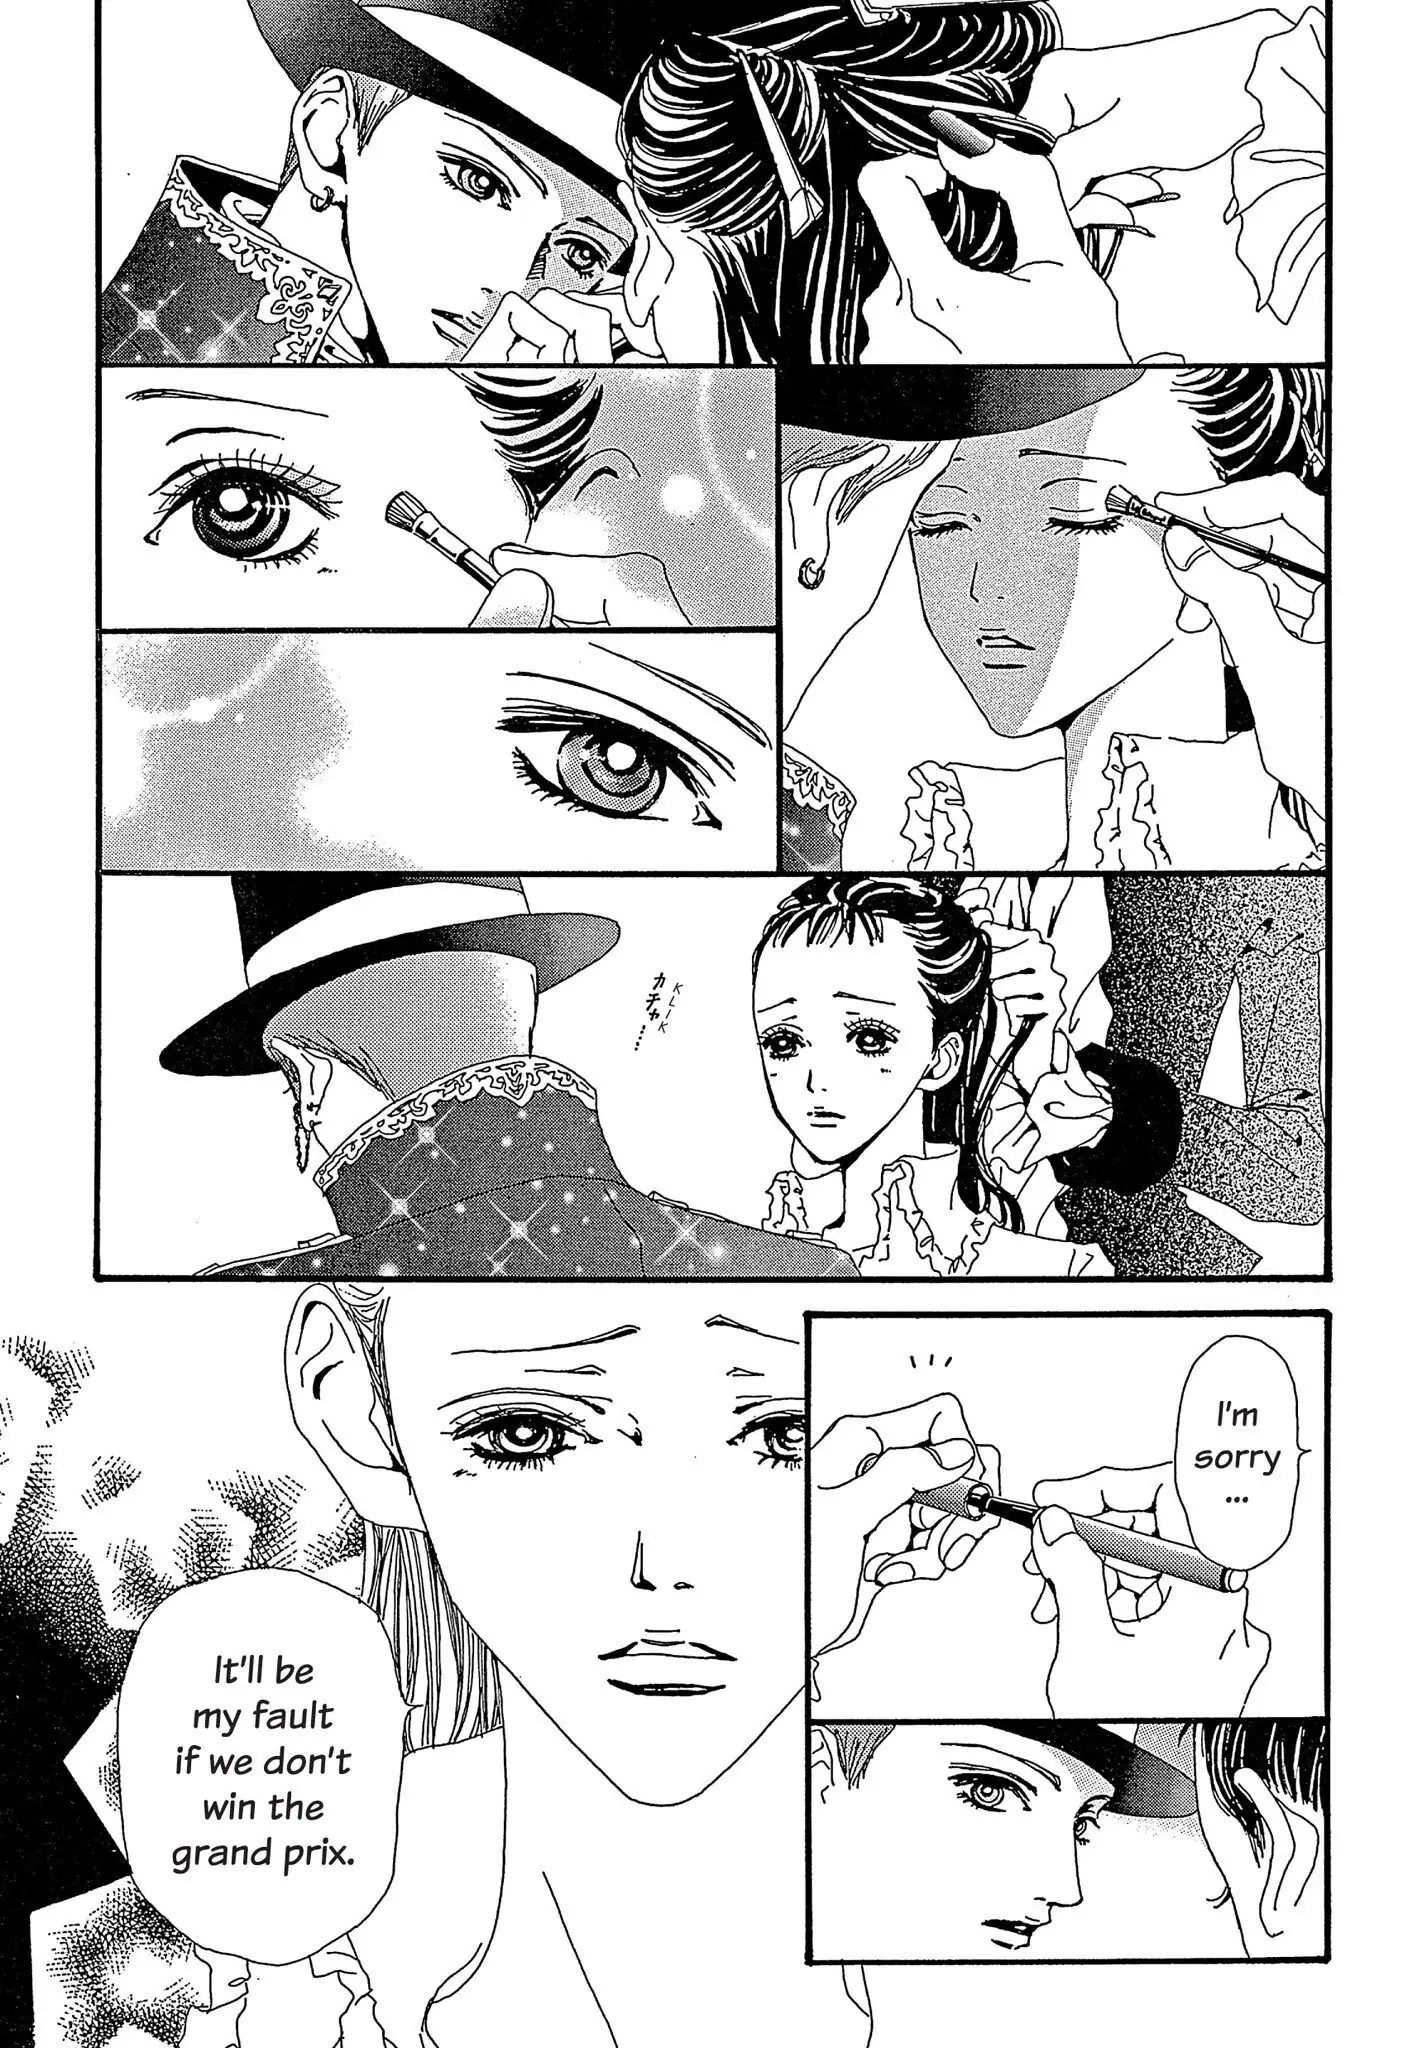 カチャ……
KLIK
I'm
sorry
...
It'll be
my fault
if we don't
win the
grand prix.